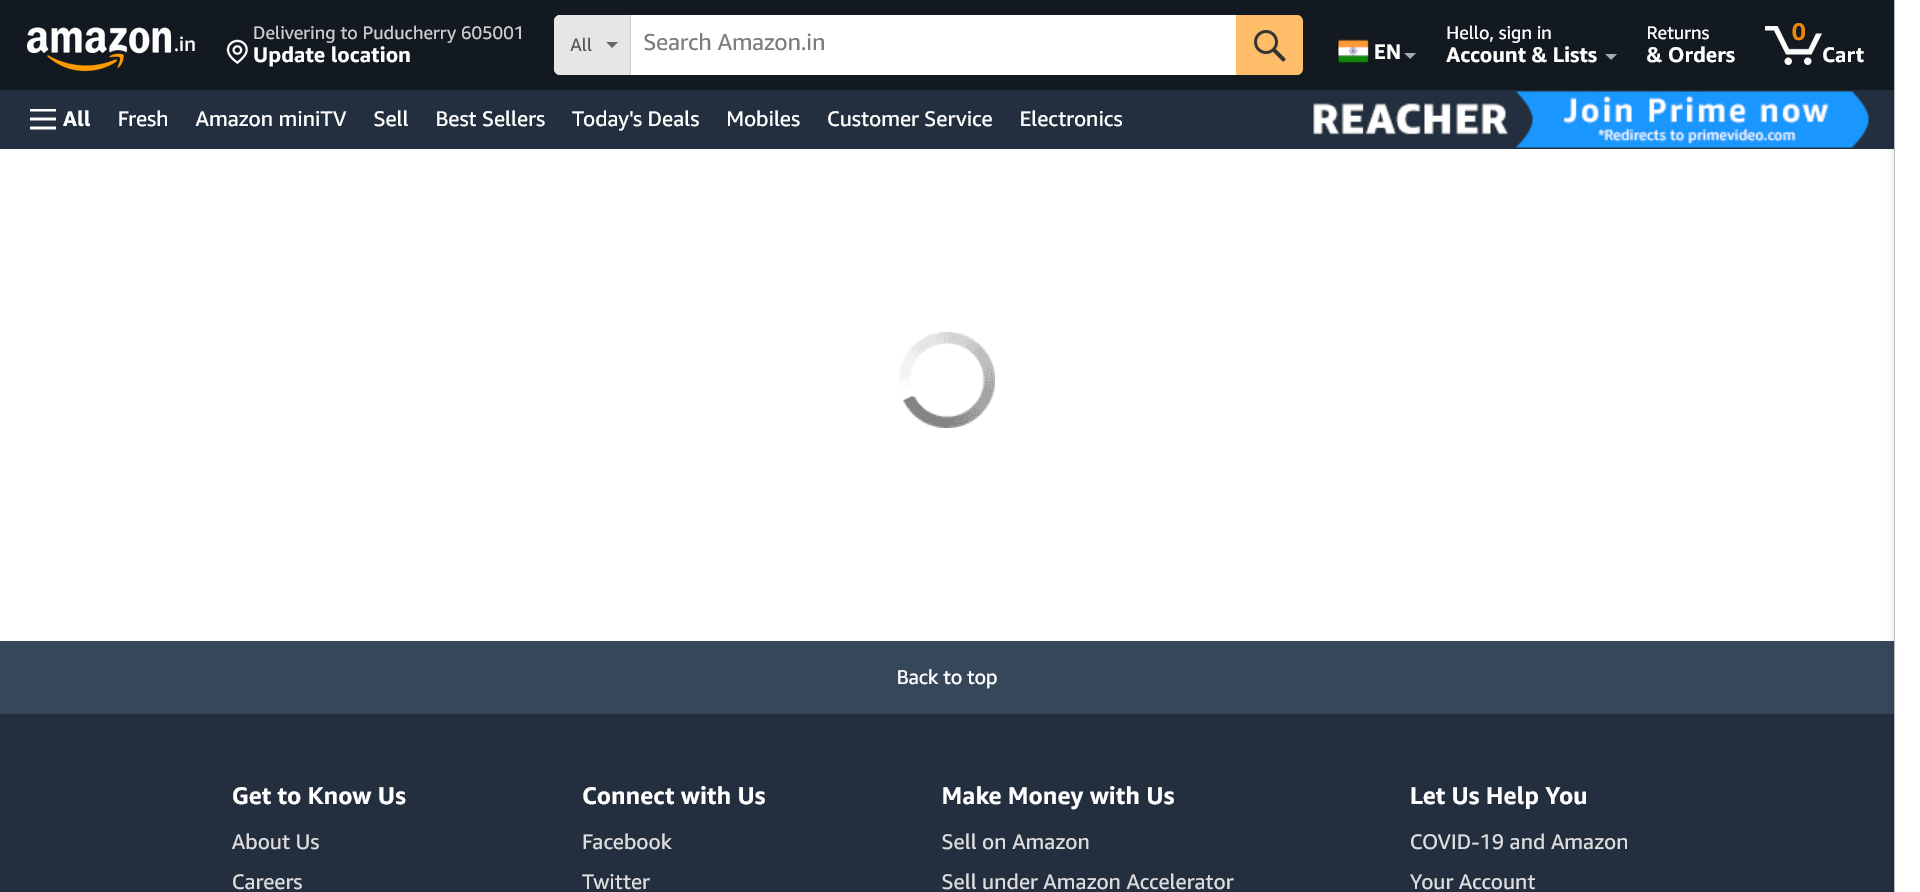 amazon.in
Delivering to Puducherry 605001
Update location
All
Search Amazon.in
EN
Hello, sign in
Account & Lists
Returns
& Orders
0
Cart
All
Fresh
Amazon miniTV
Sell
Best Sellers
Today's Deals
Mobiles
Customer Service
Electronics
REACHER
Join Prime now
*Redirects to primevideo.com
Back to top
Get to Know Us
About Us
Careers
Connect with Us
Facebook
Twitter
Make Money with Us
Sell on Amazon
Sell under Amazon Accelerator
Let Us Help You
COVID-19 and Amazon
Your Account